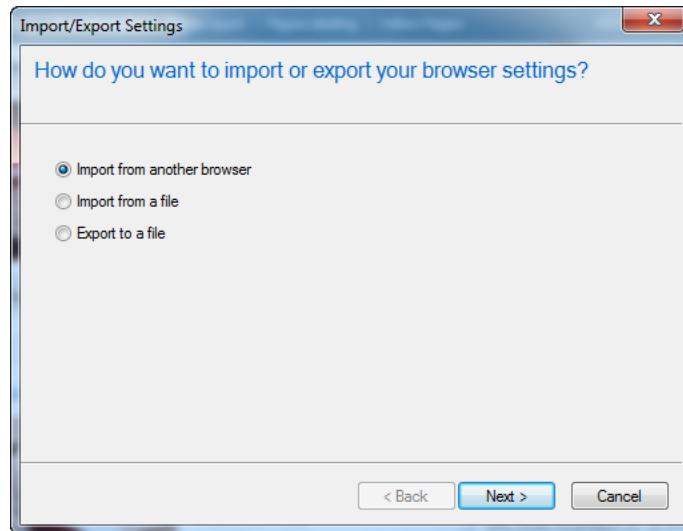 Import/Export Settings
How do you want to import or export your browser settings?
Import from another browser
Import from a file
Export to a file
< Back Next > Cancel